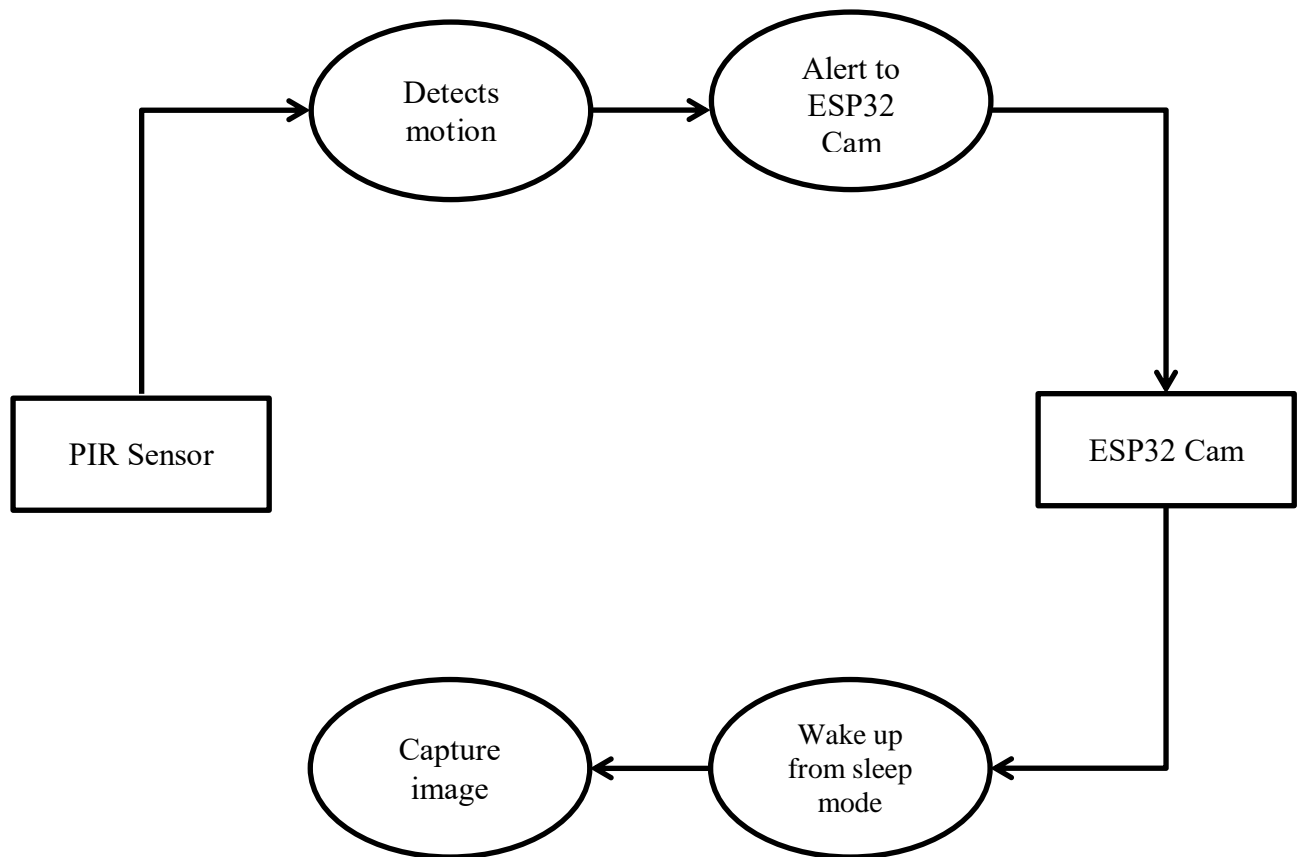 Detects
motion
Alert to
ESP32
Cam
PIR Sensor
ESP32 Cam
Wake up
from sleep
mode
Capture
image